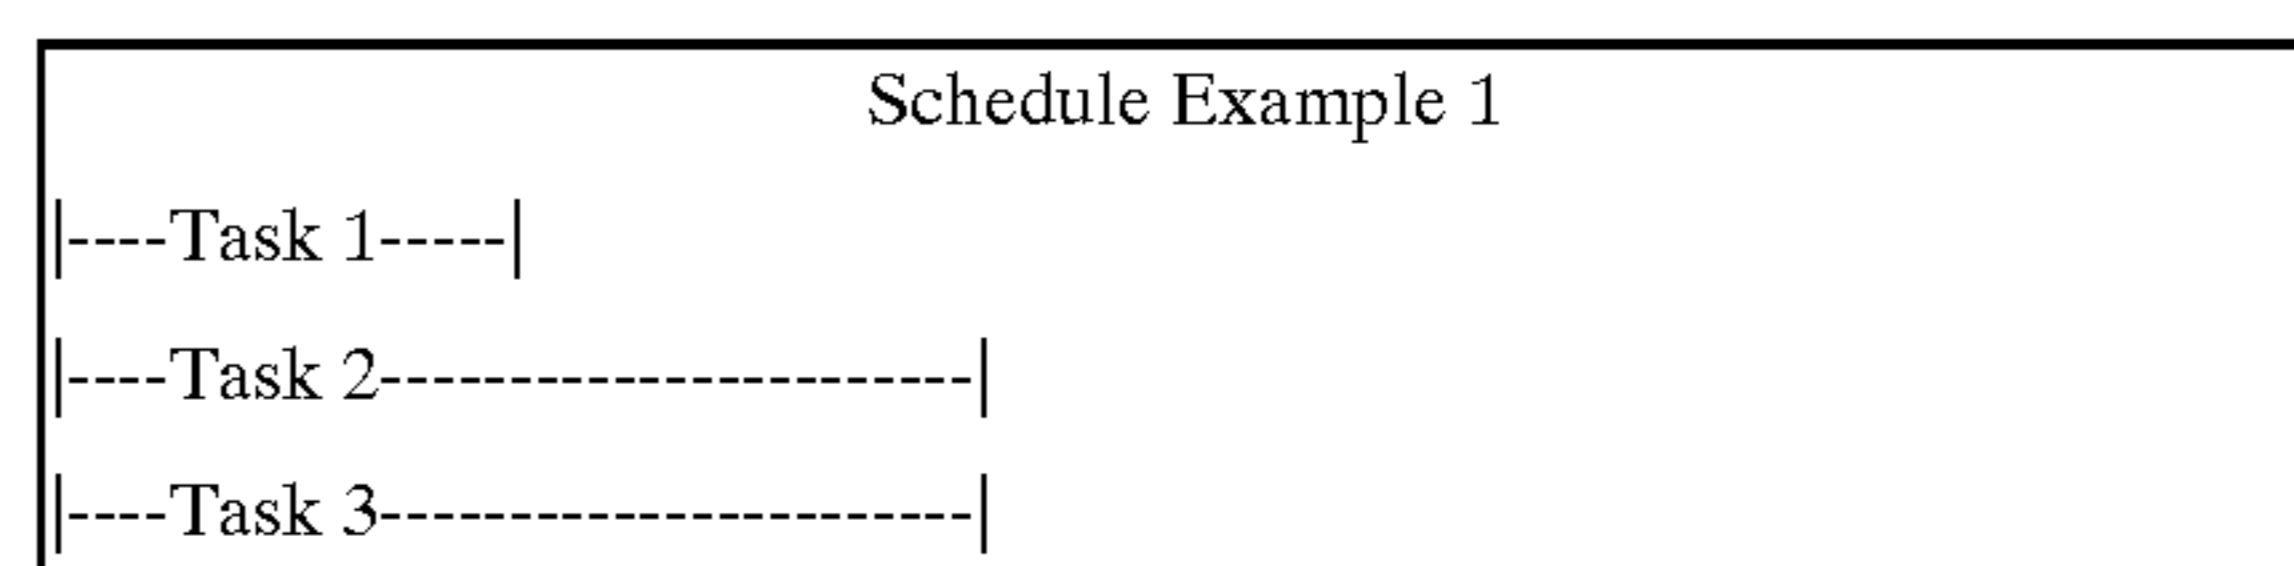 Schedule Example 1
|----Task 1-----|
|----Task 2-----------------------|
|----Task 3-----------------------|